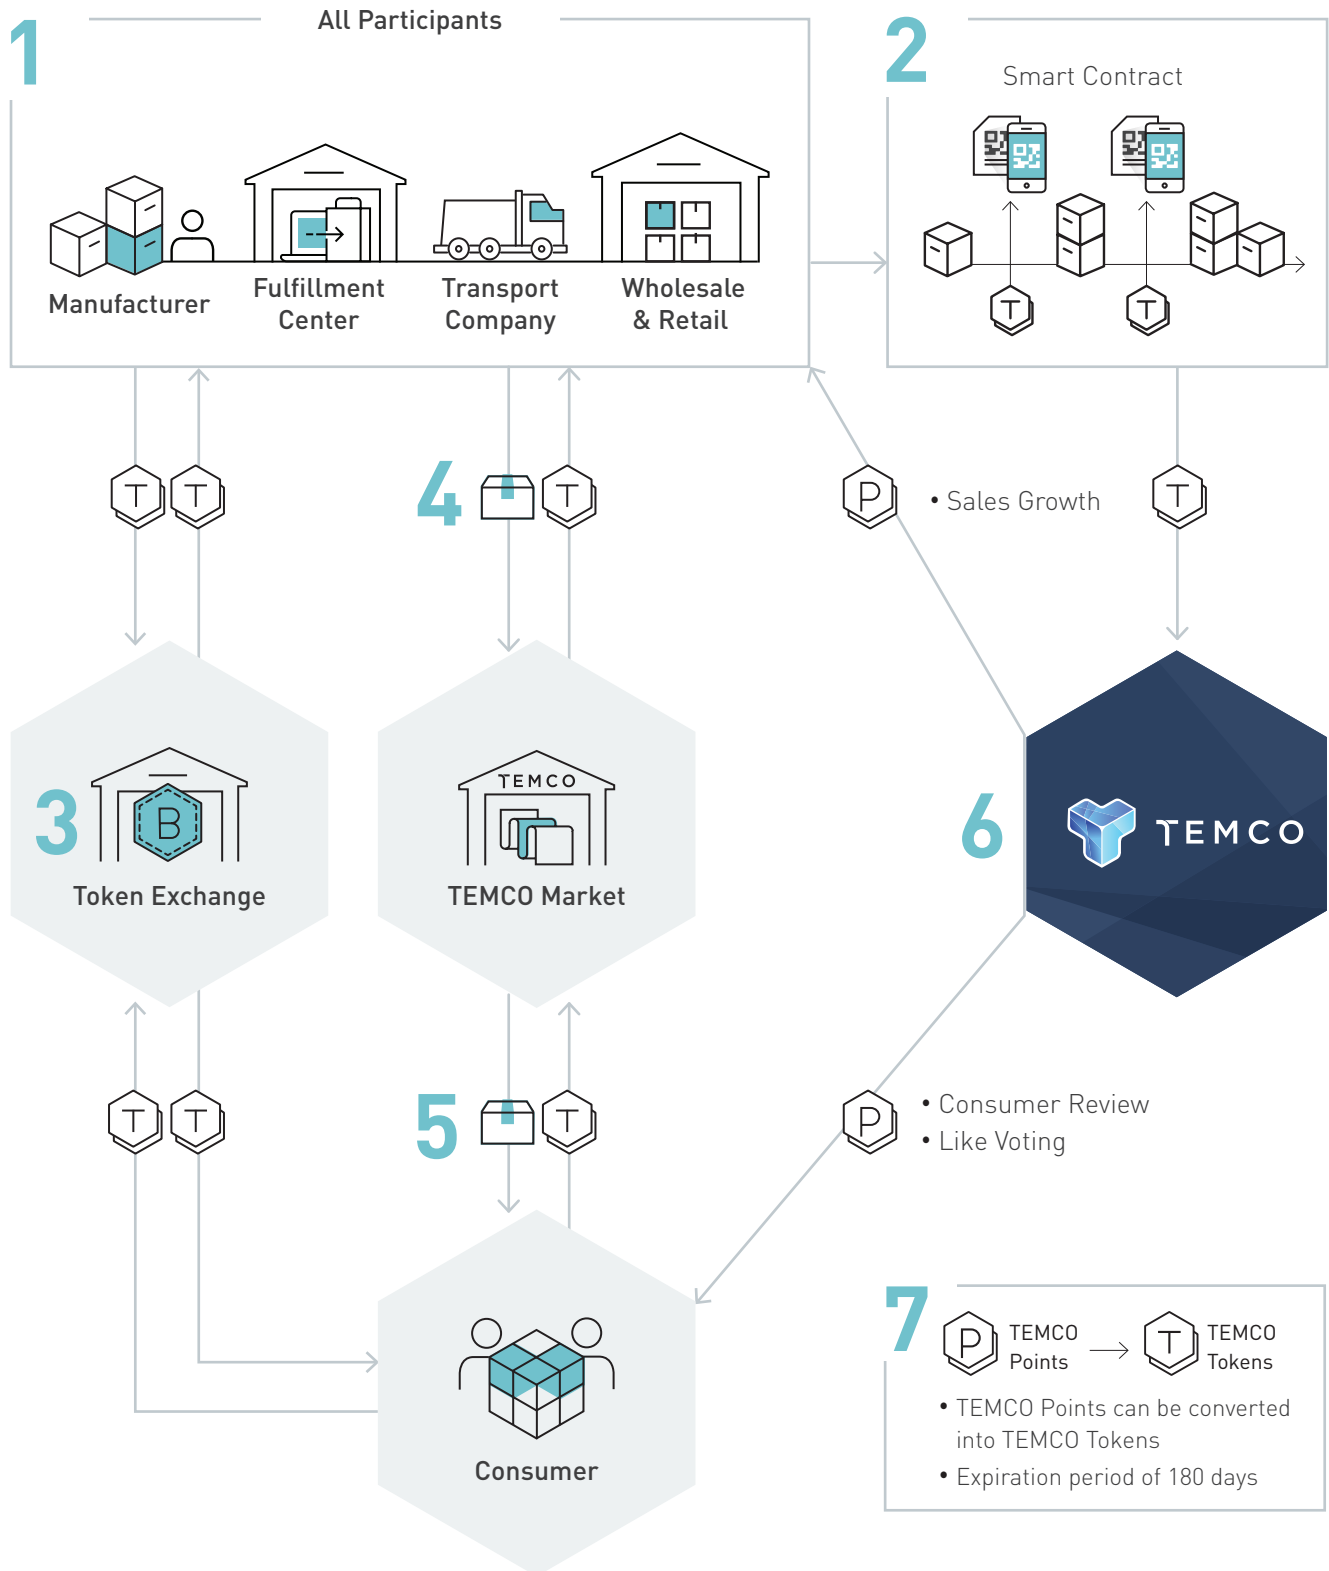 1
All Participants
Manufacturer
Fulfillment
Center
Transport
Company
Wholesale
& Retail
2
Smart Contract
T
T
T
T
4
T
P
• Sales Growth
T
3
B
Token Exchange
TEMCO
TEMCO Market
6
TEMCO
T
T
5
T
P
• Consumer Review
• Like Voting
Consumer
7
P
TEMCO
Points
T
TEMCO
Tokens
• TEMCO Points can be converted
into TEMCO Tokens
• Expiration period of 180 days